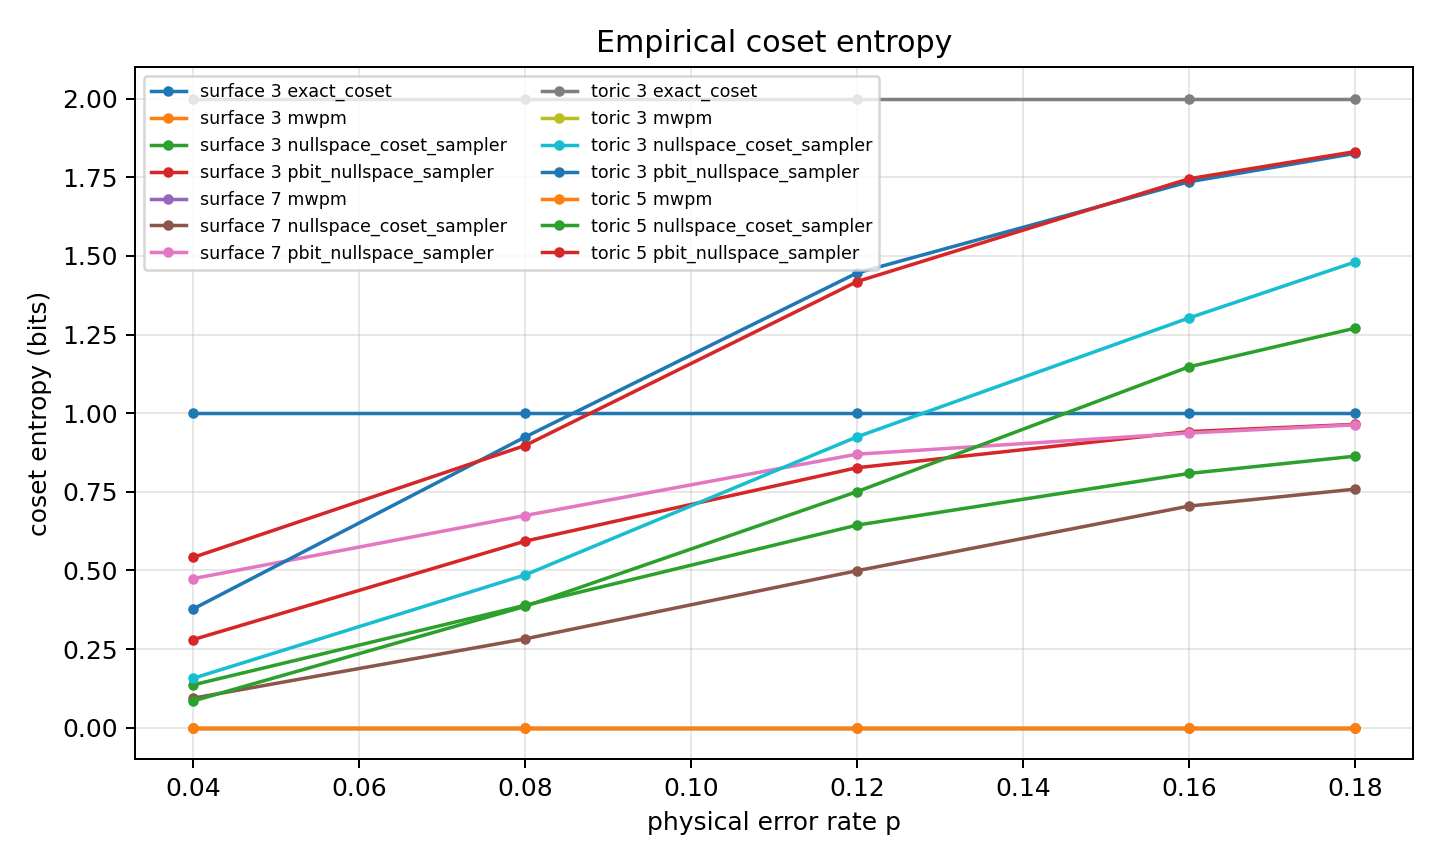 Empirical coset entropy
surface 3 exact_coset
surface 3 mwpm
surface 3 nullspace_coset_sampler
surface 3 pbit_nullspace_sampler
surface 7 mwpm
surface 7 nullspace_coset_sampler
surface 7 pbit_nullspace_sampler
toric 3 exact_coset
toric 3 mwpm
toric 3 nullspace_coset_sampler
toric 3 pbit_nullspace_sampler
toric 5 mwpm
toric 5 nullspace_coset_sampler
toric 5 pbit_nullspace_sampler
coset entropy (bits)
2.00
1.75
1.50
1.25
1.00
0.75
0.50
0.25
0.00
0.04 0.06 0.08 0.10 0.12 0.14 0.16 0.18
physical error rate p